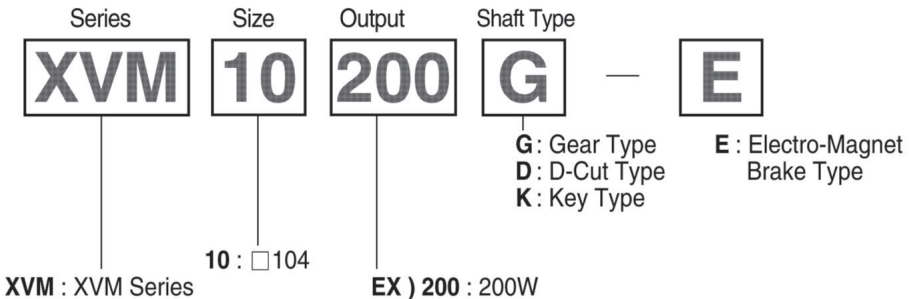 Series Size Output Shaft Type
XVM 10 200 G — E
G : Gear Type E : Electro-Magnet
D : D-Cut Type Brake Type
K : Key Type
10 : □104
XVM : XVM Series EX ) 200 : 200W